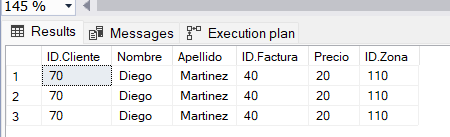 145 %
Results Messages Execution plan
ID.Cliente Nombre Apellido ID.Factura Precio ID.Zona
1 70 Diego Martinez 40 20 110
2 70 Diego Martinez 40 20 110
3 70 Diego Martinez 40 20 110